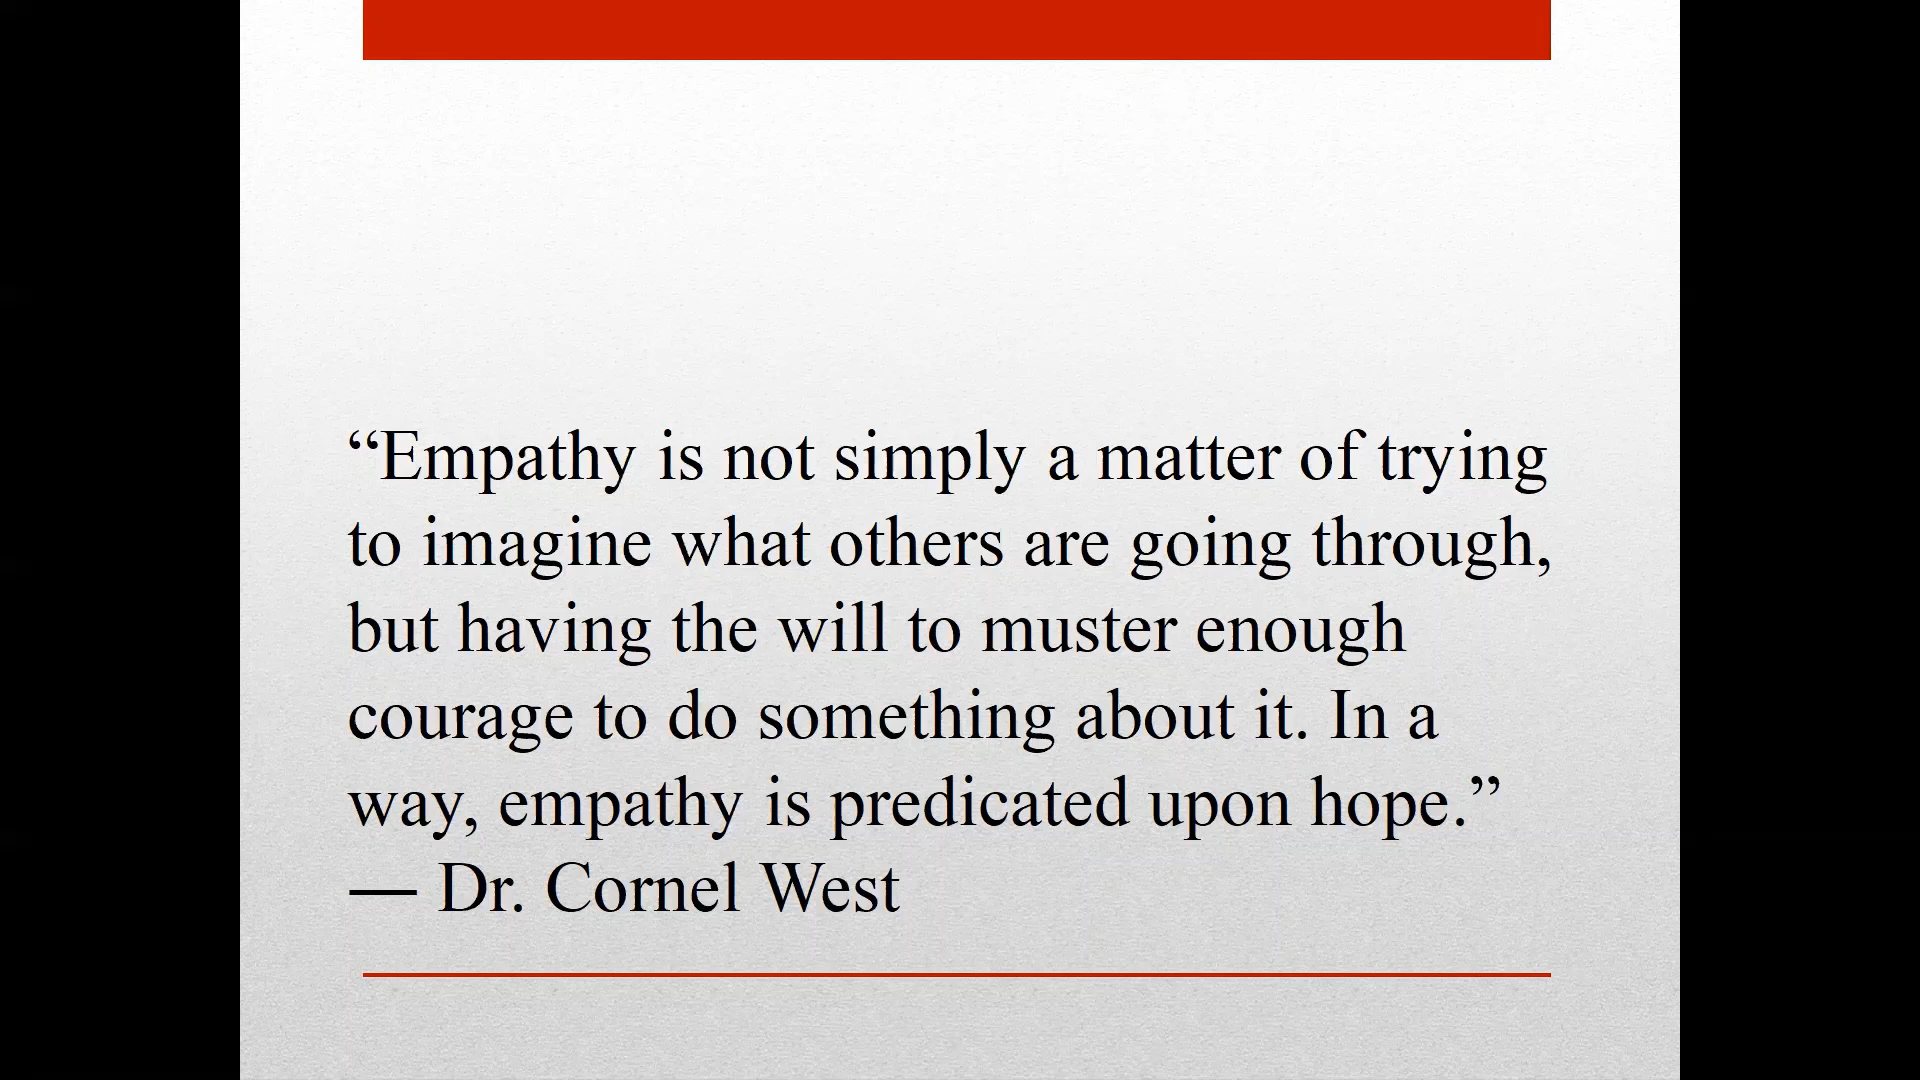 “Empathy is not simply a matter of trying
to imagine what others are going through,
but having the will to muster enough
courage to do something about it. In a
way, empathy is predicated upon hope.”
— Dr. Cornel West